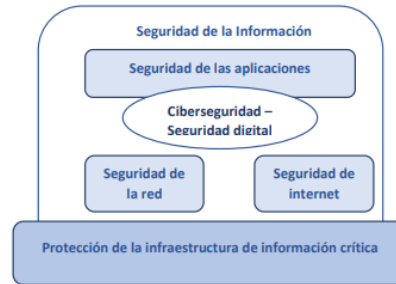 Seguridad de la Información
Seguridad de las aplicaciones
Ciberseguridad –
Seguridad digital
Seguridad de
la red
Seguridad de
internet
Protección de la infraestructura de información crítica